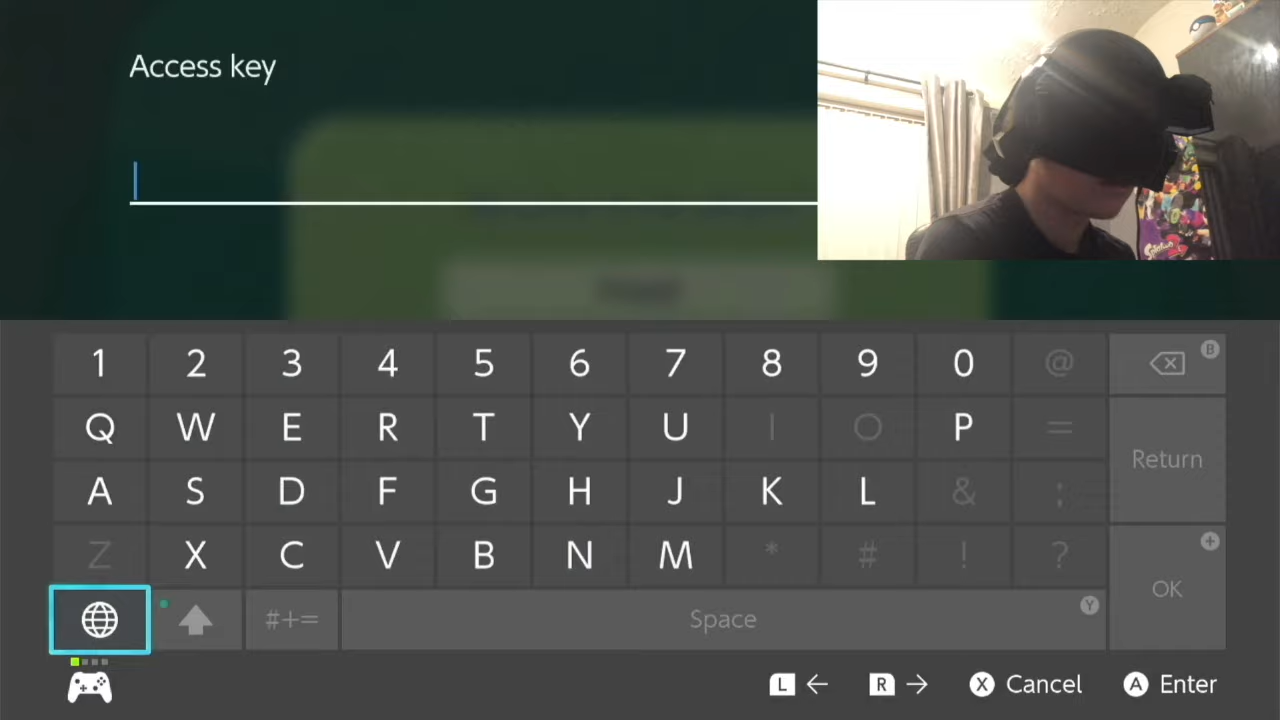 Access key
1 2 3 4 5 6 7 8 9 0 @
B
Q W E R T Y U I O P =
Return
A S D F G H J K L & ;
Z X C V B N M * # ! ?
+
OK
#+= Space Y
L ← R → X Cancel A Enter